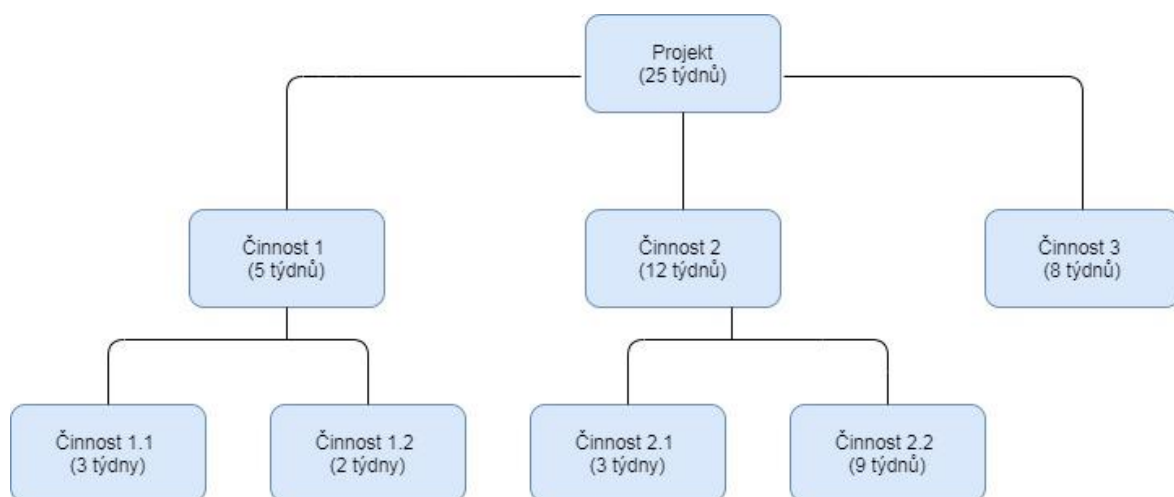 Projekt
(25 týdnů)
Činnost 1
(5 týdnů)
Činnost 2
(12 týdnů)
Činnost 3
(8 týdnů)
Činnost 1.1
(3 týdny)
Činnost 1.2
(2 týdny)
Činnost 2.1
(3 týdny)
Činnost 2.2
(9 týdnů)